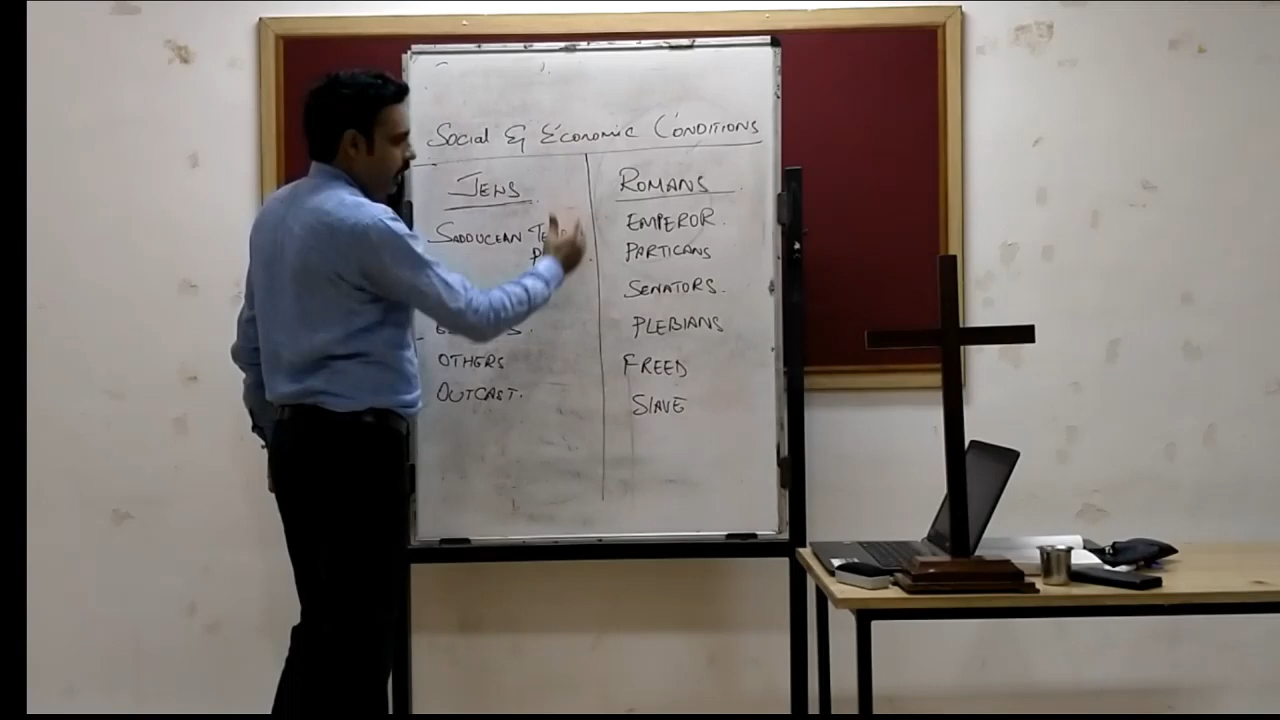 SOCIAL & ECONOMIC CONDITIONS
JEWS
SADDUCEAN
OTHERS
OUTCAST.
ROMANS
EMPEROR.
PARTICANS
SENATORS.
PLEBIANS
FREED
SLAVE